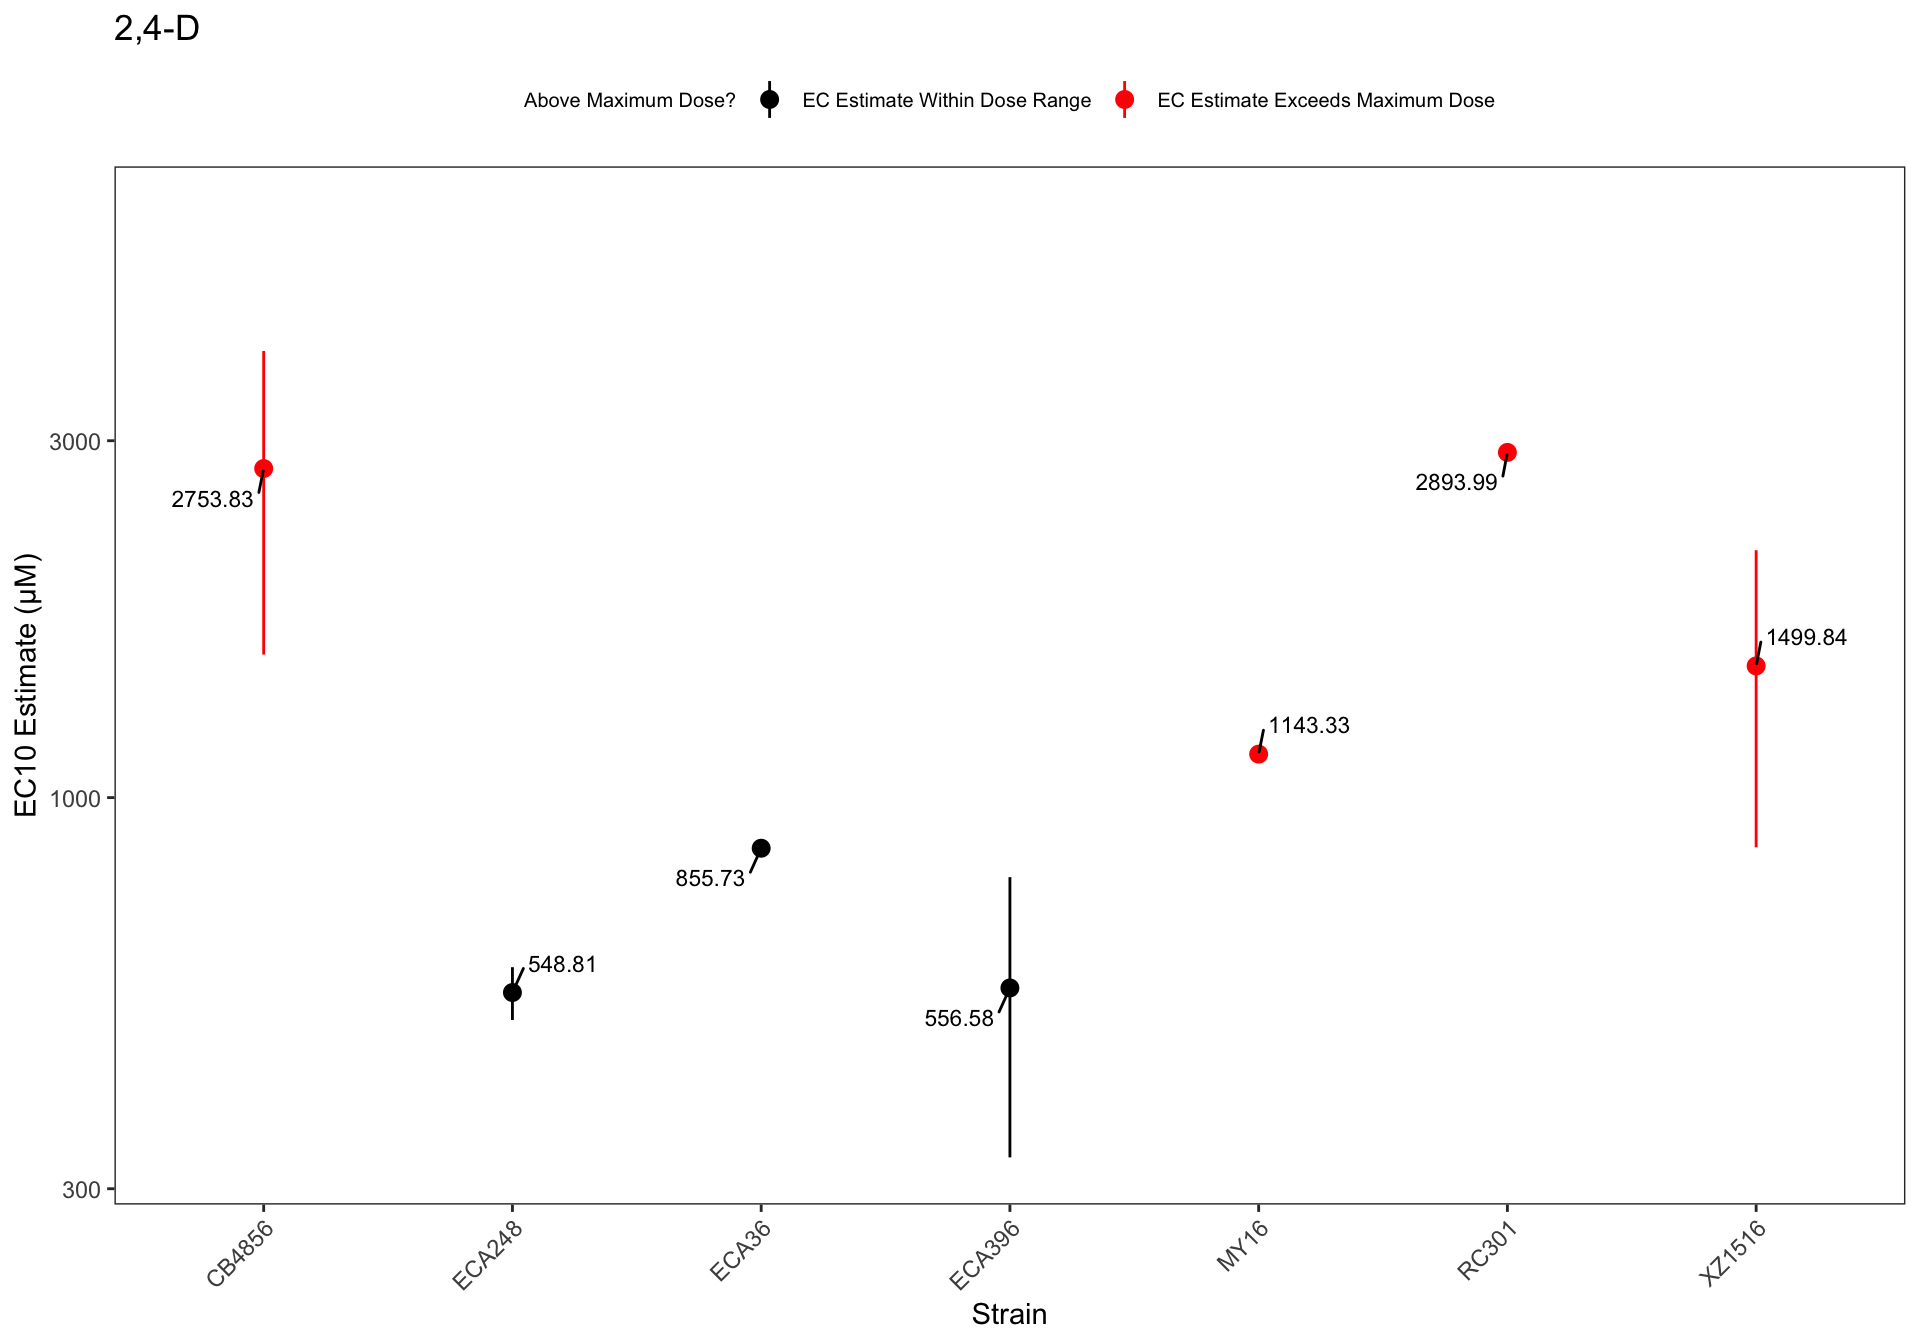 2,4-D
Above Maximum Dose? EC Estimate Within Dose Range EC Estimate Exceeds Maximum Dose
EC10 Estimate (µM)
3000
1000
300
2753.83
548.81
855.73
556.58
1143.33
2893.99
1499.84
CB4856
ECA248
ECA36
ECA396
MY16
RC301
XZ1516
Strain